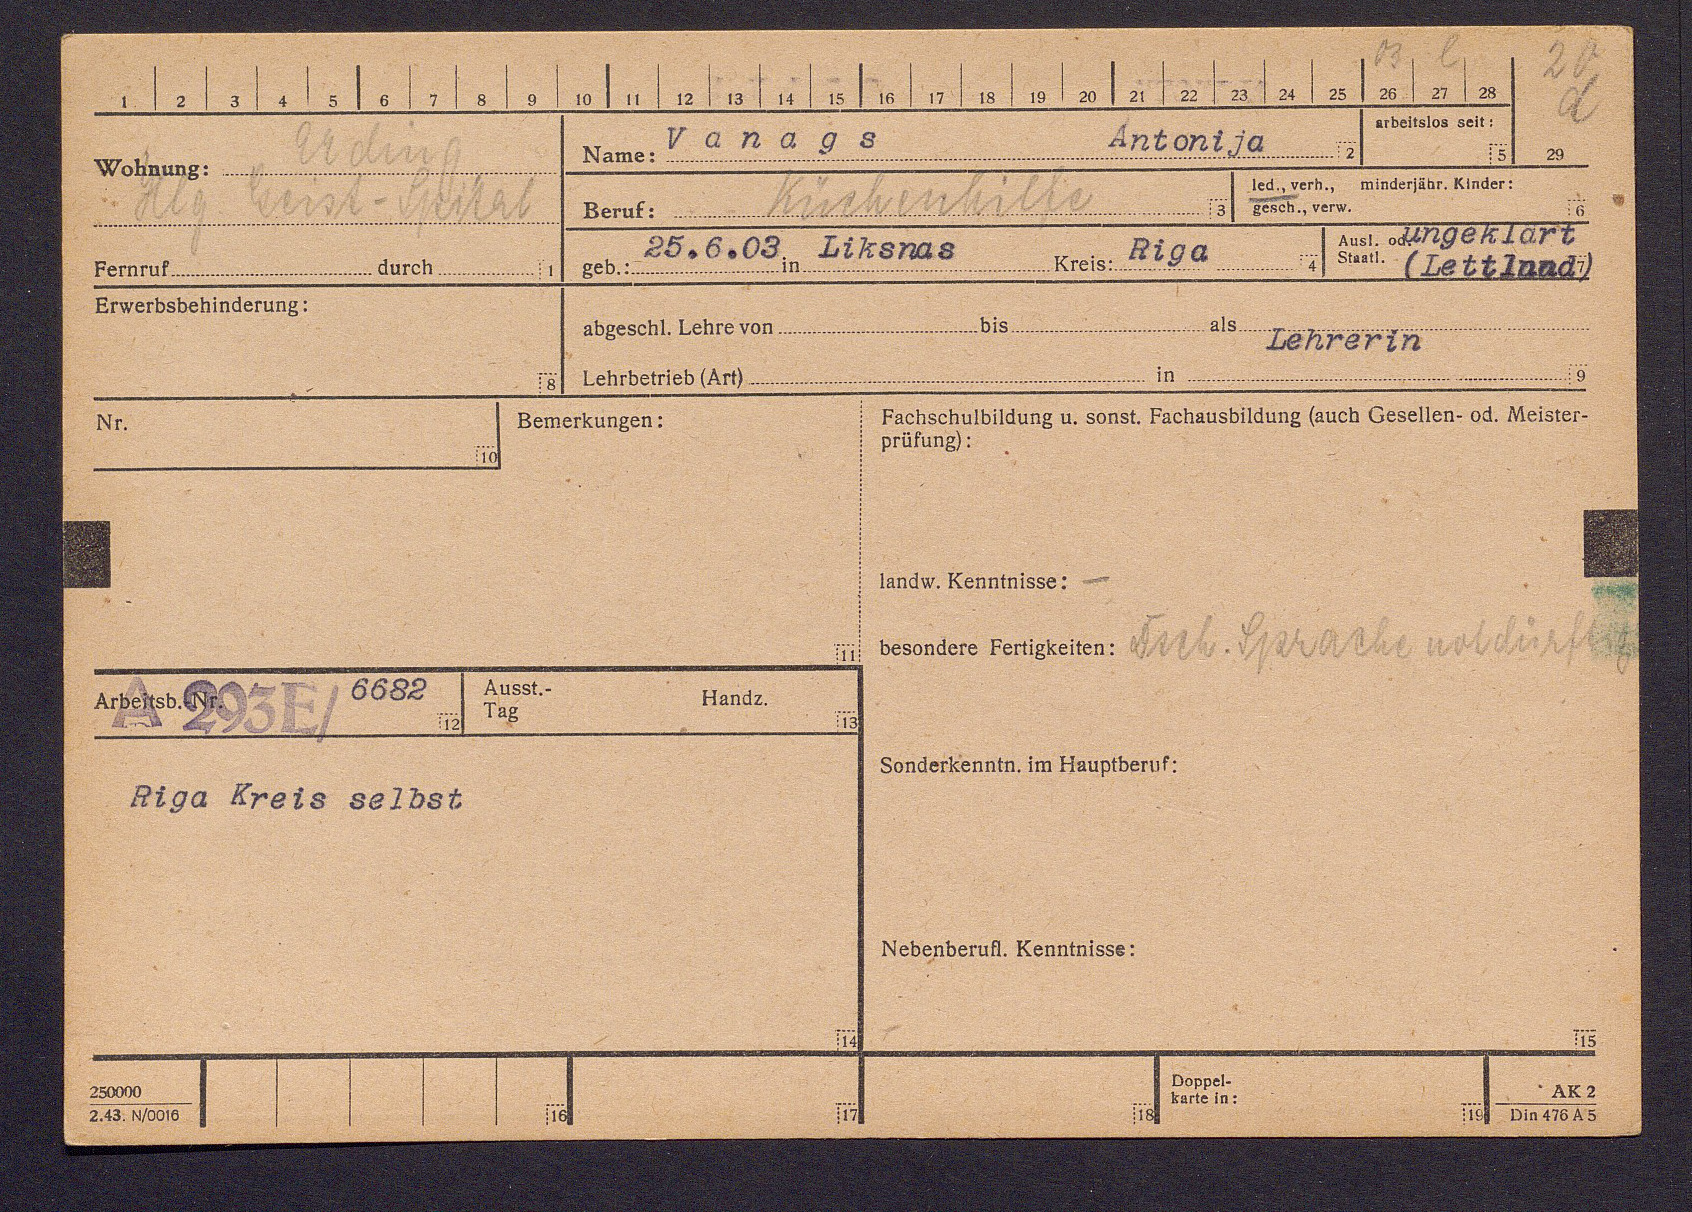 B l 20
d
1 2 3 4 5 6 7 8 9 10 11 12 13 14 15 16 17 18 19 20 21 22 23 24 25 26 27 28
29
Wohnung: Erding
Hlg. Geist-Spital
Fernruf durch 1
Name: Vanags Antonija 2
arbeitslos seit: 5
Beruf: Küchenhilfe 3
led., verh., minderjähr. Kinder:
gesch., verw. 6
geb.: 25.6.03 in Liksnas Kreis: Riga 4
Ausl. od. ungeklärt
Staatl. (Lettland) 7
Erwerbsbehinderung:
8
abgeschl. Lehre von bis als Lehrerin
Lehrbetrieb (Art) in 9
Nr.
10
Bemerkungen:
11
Fachschulbildung u. sonst. Fachausbildung (auch Gesellen- od. Meister-
prüfung):
landw. Kenntnisse: —
besondere Fertigkeiten: Dtsch. Sprache notdürftig
Arbeitsb.-Nr. A 293E/ 6682 12
Ausst.-
Tag Handz. 13
Riga Kreis selbst
14
Sonderkenntn. im Hauptberuf:
Nebenberufl. Kenntnisse:
15
250000
2.43. N/0016
16 17 18
Doppel-
karte in: 19
AK 2
Din 476 A 5